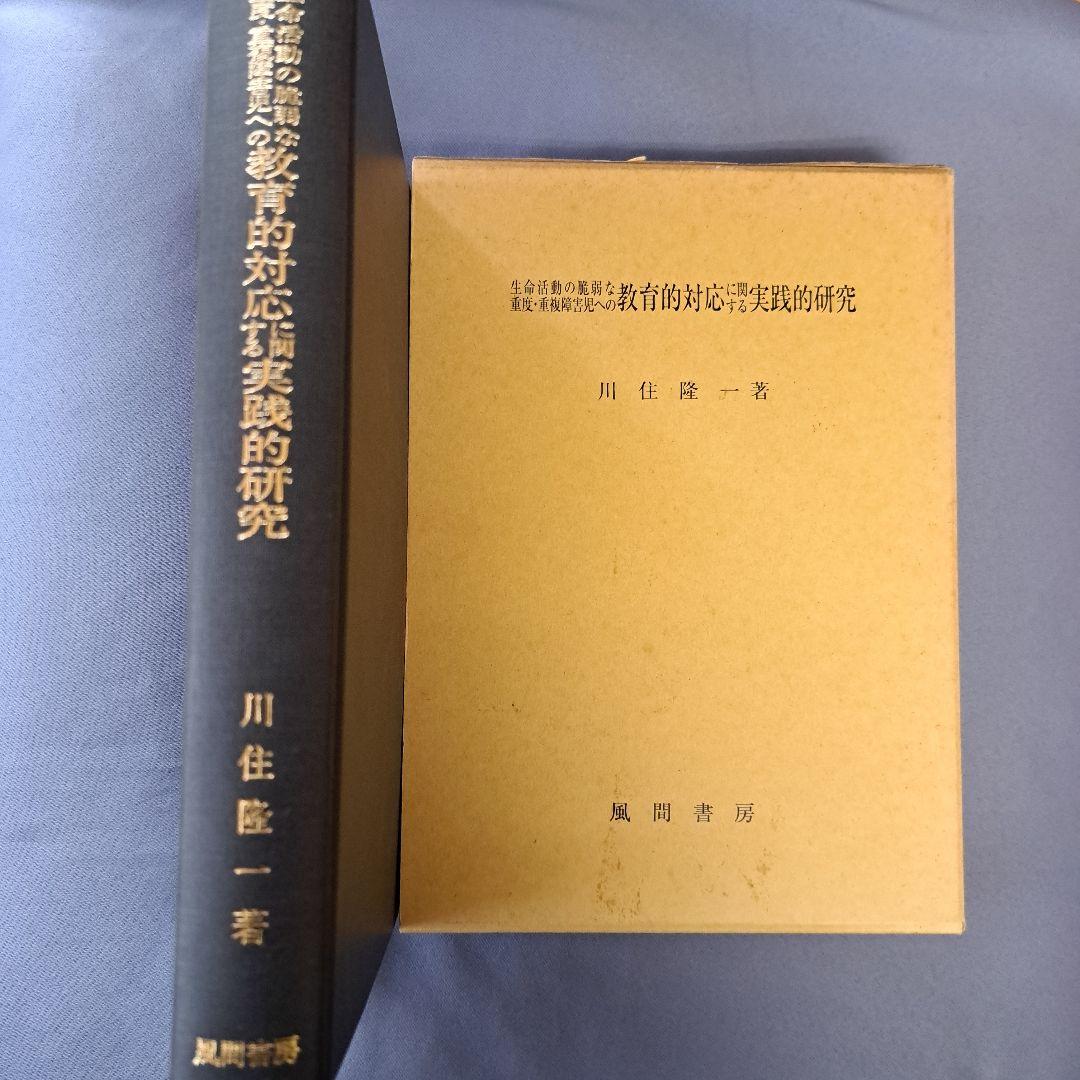 生命活動の脆弱な
重度・重複障害児への教育的対応に関する実践的研究
川住隆一著
風間書房
命活動の脆弱な
度・重複障害児への教育的対応に関する実践的研究
川住隆一著
風間書房